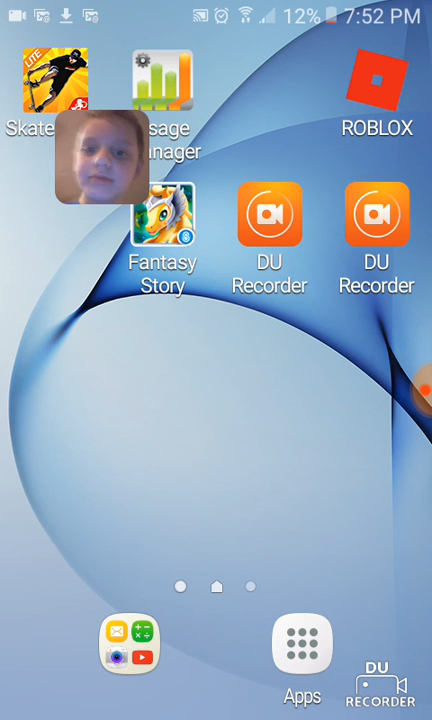 12% 7:52 PM
LITE
Skate
sage
nager
ROBLOX
Fantasy
Story
DU
Recorder
DU
Recorder
Apps
DU
RECORDER